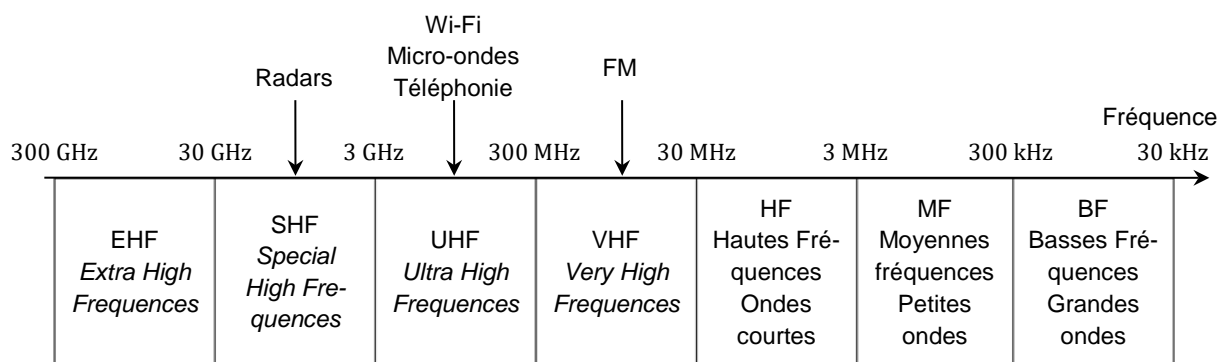 Wi-Fi
Micro-ondes
Téléphonie
Radars
FM
Fréquence
300 GHz
30 GHz
3 GHz
300 MHz
30 MHz
3 MHz
300 kHz
30 kHz
EHF
Extra High
Frequences
SHF
Special
High Fre-
quences
UHF
Ultra High
Frequences
VHF
Very High
Frequences
HF
Hautes Fré-
quences
Ondes
courtes
MF
Moyennes
fréquences
Petites
ondes
BF
Basses Fré-
quences
Grandes
ondes